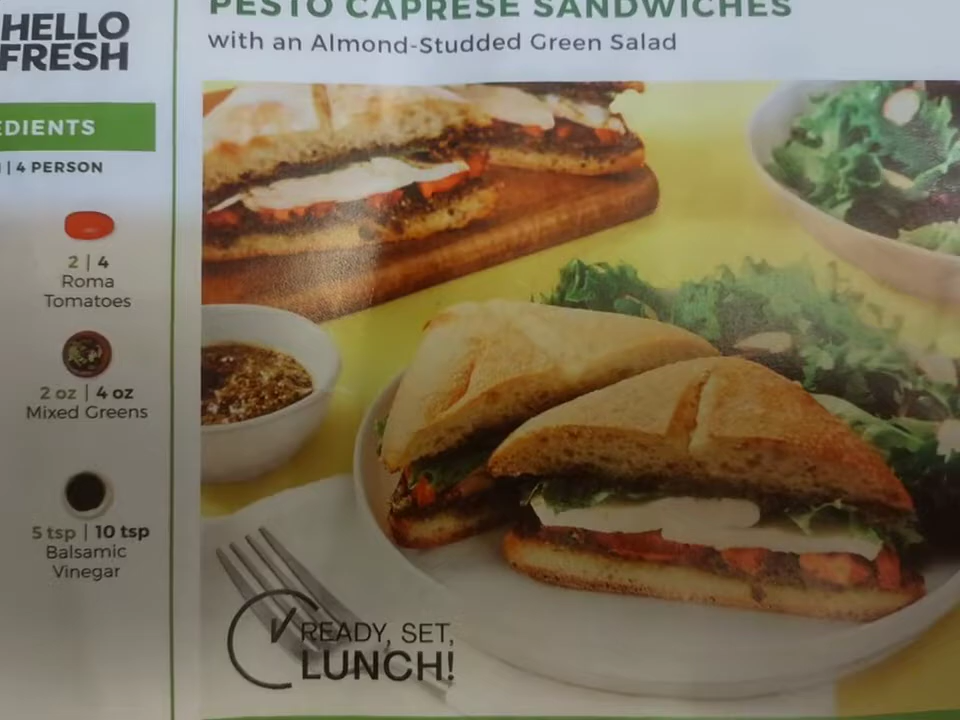 HELLO
FRESH
PESTO CAPRESE SANDWICHES
with an Almond-Studded Green Salad
EDIENTS
| 4 PERSON
2 | 4
Roma
Tomatoes
2 oz | 4 oz
Mixed Greens
5 tsp | 10 tsp
Balsamic
Vinegar
READY, SET,
LUNCH!